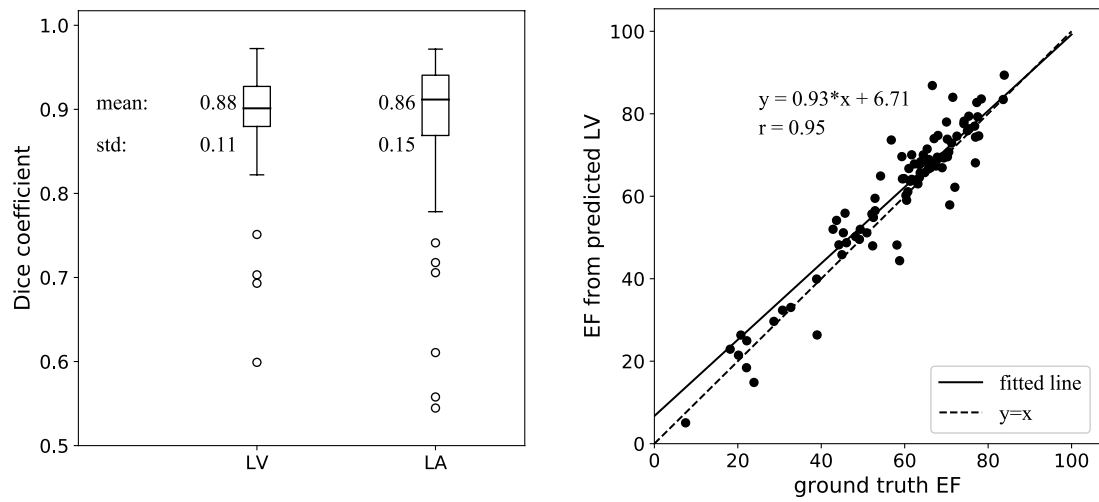 1.0
0.9
0.8
0.7
0.6
0.5
Dice coefficient
mean: 0.88 0.86
std: 0.11 0.15
LV LA
100
80
60
40
20
0
EF from predicted LV
y = 0.93*x + 6.71
r = 0.95
fitted line
y=x
0 20 40 60 80 100
ground truth EF